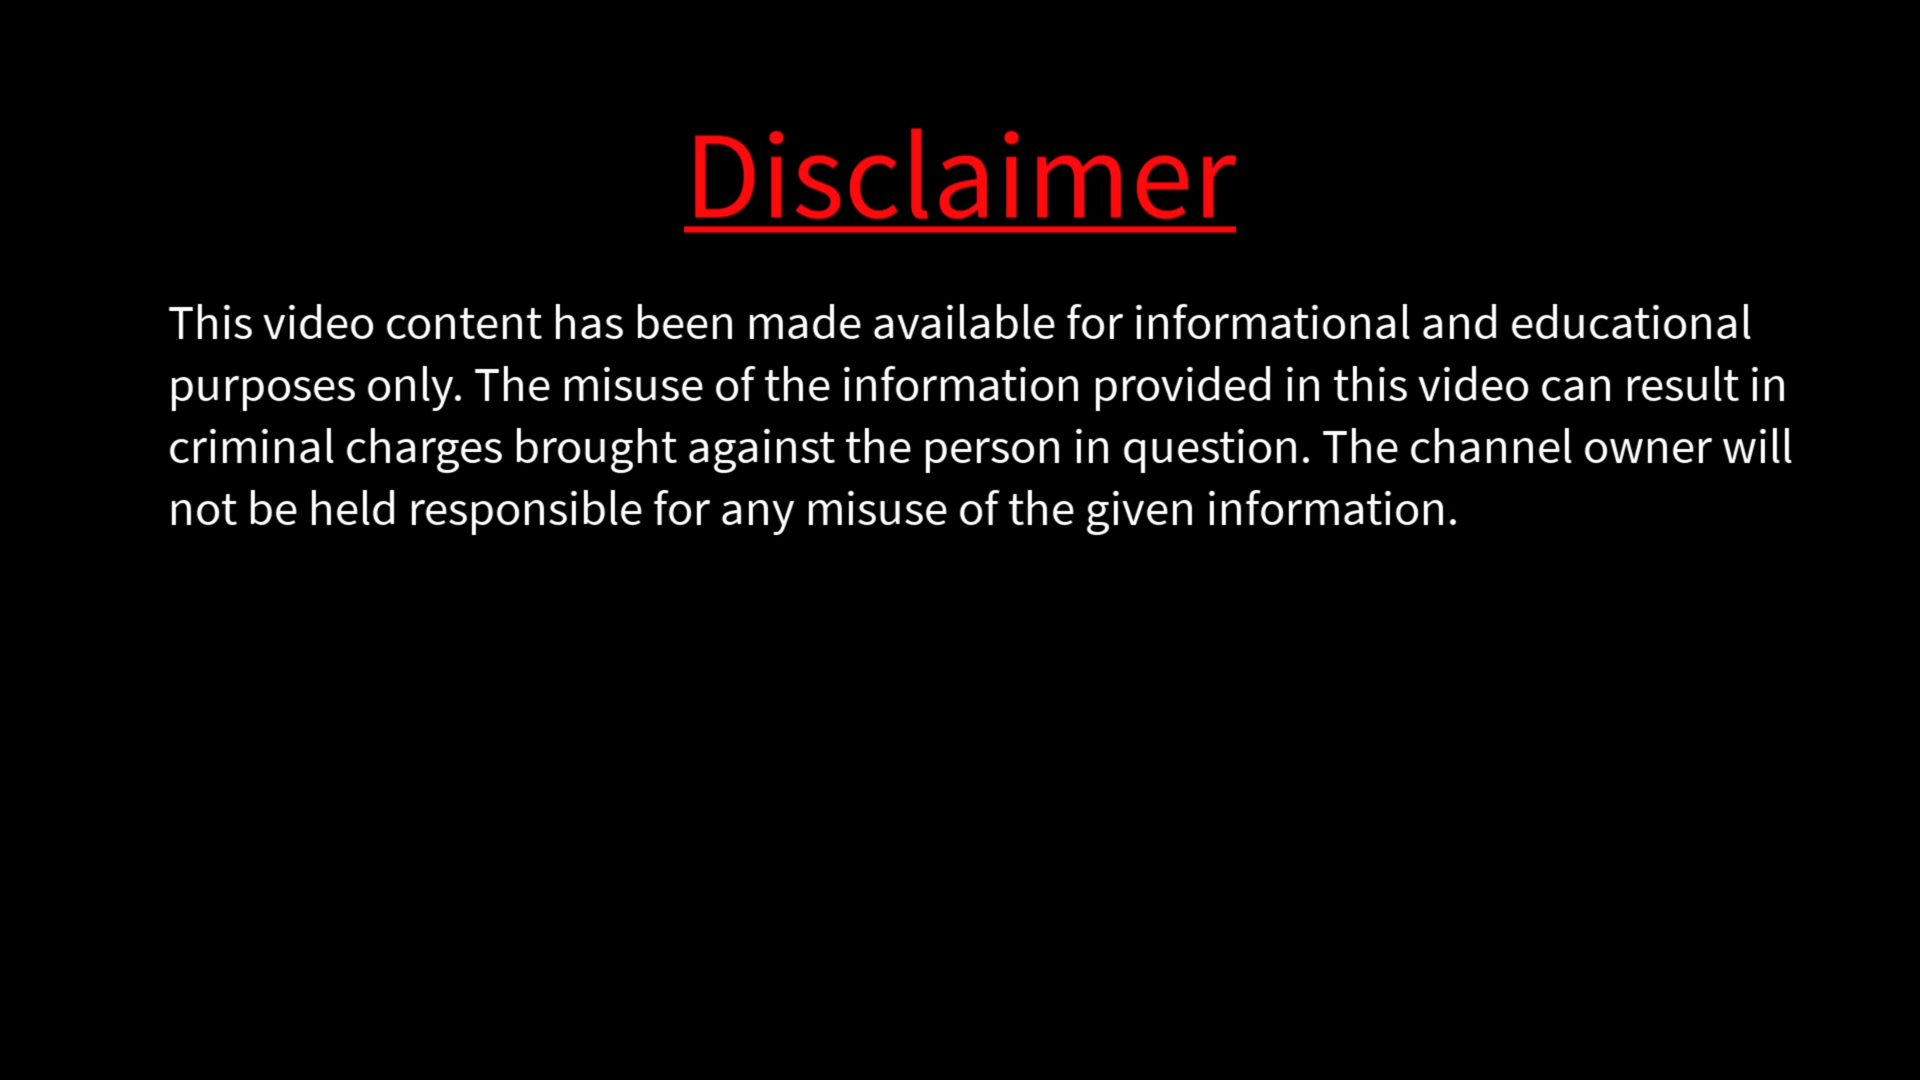 Disclaimer
This video content has been made available for informational and educational
purposes only. The misuse of the information provided in this video can result in
criminal charges brought against the person in question. The channel owner will
not be held responsible for any misuse of the given information.